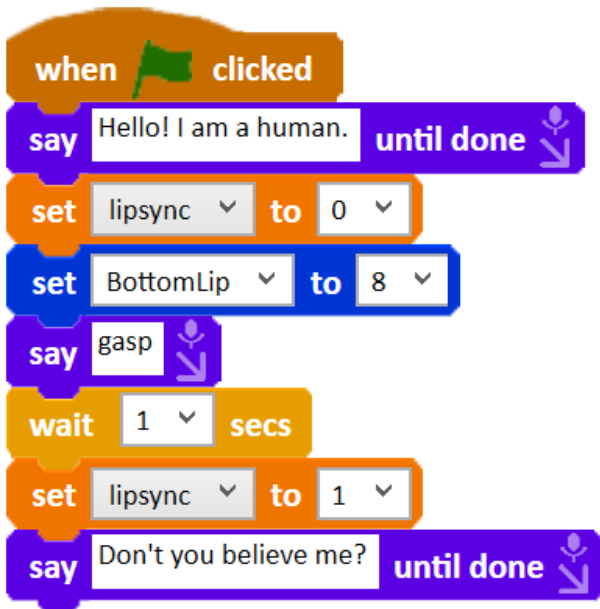 when clicked
say Hello! I am a human. until done
set lipsync to 0
set BottomLip to 8
say gasp
wait 1 secs
set lipsync to 1
say Don't you believe me? until done